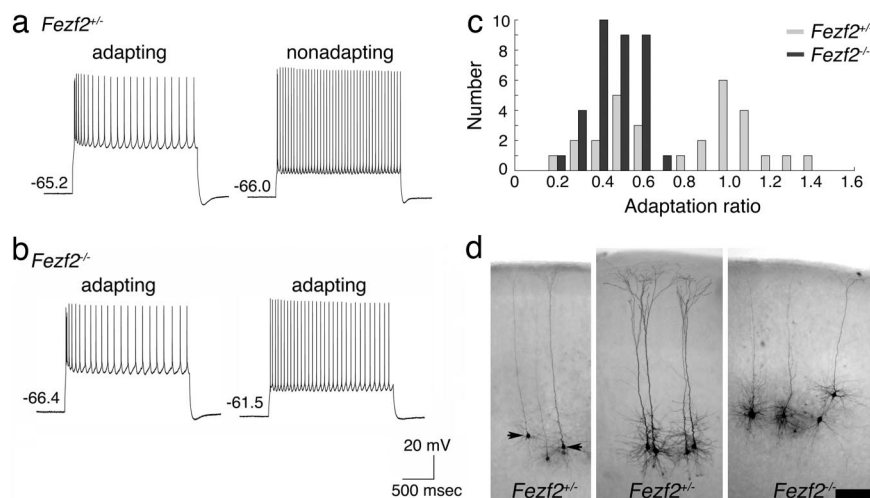 a
Fezf2+/-
adapting
nonadapting
-65.2
-66.0
b
Fezf2-/-
adapting
adapting
-66.4
-61.5
20 mV
500 msec
c
Number
10
8
6
4
2
0
0
0.2
0.4
0.6
0.8
1.0
1.2
1.4
1.6
Adaptation ratio
Fezf2+/-
Fezf2-/-
d
Fezf2+/-
Fezf2+/-
Fezf2-/-